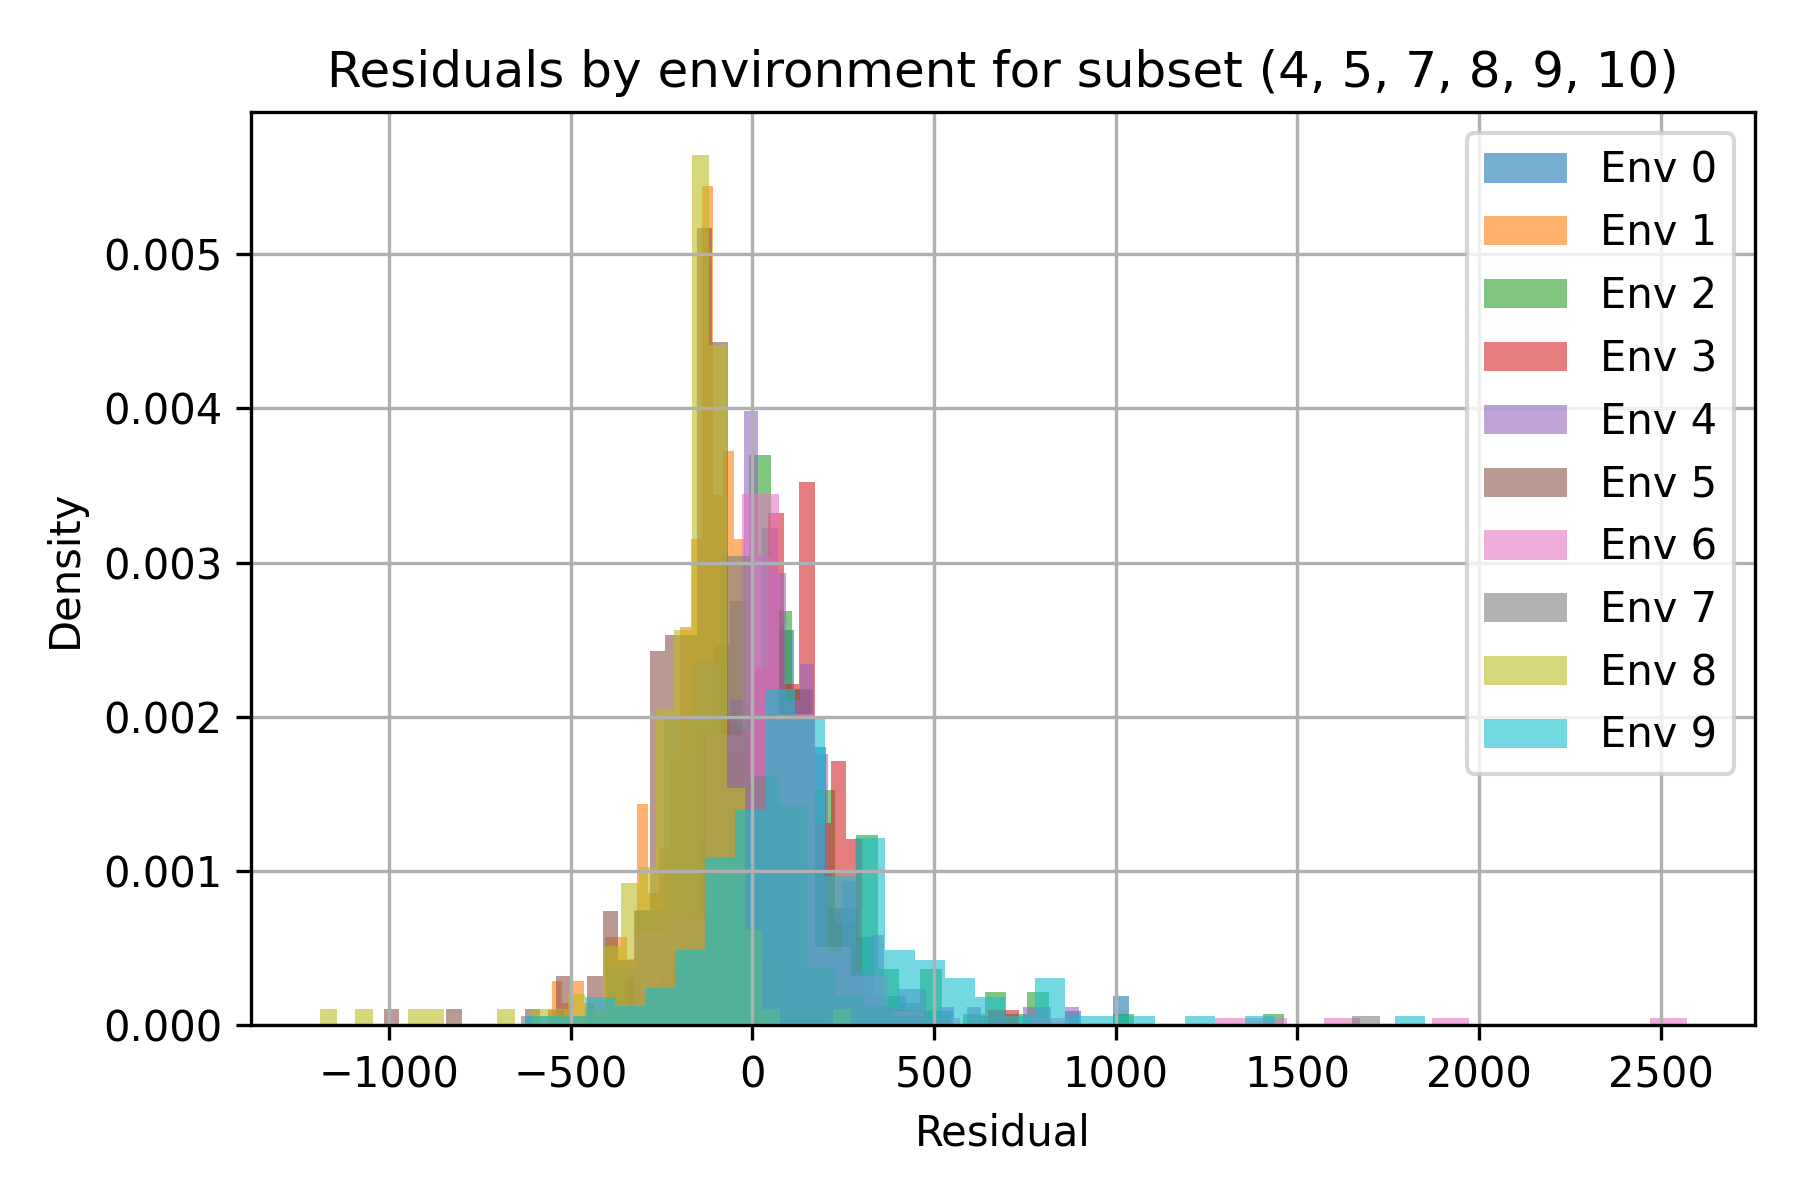 Residuals by environment for subset (4, 5, 7, 8, 9, 10)
Env 0
Env 1
Env 2
Env 3
Env 4
Env 5
Env 6
Env 7
Env 8
Env 9
Density
0.005
0.004
0.003
0.002
0.001
0.000
−1000 −500 0 500 1000 1500 2000 2500
Residual